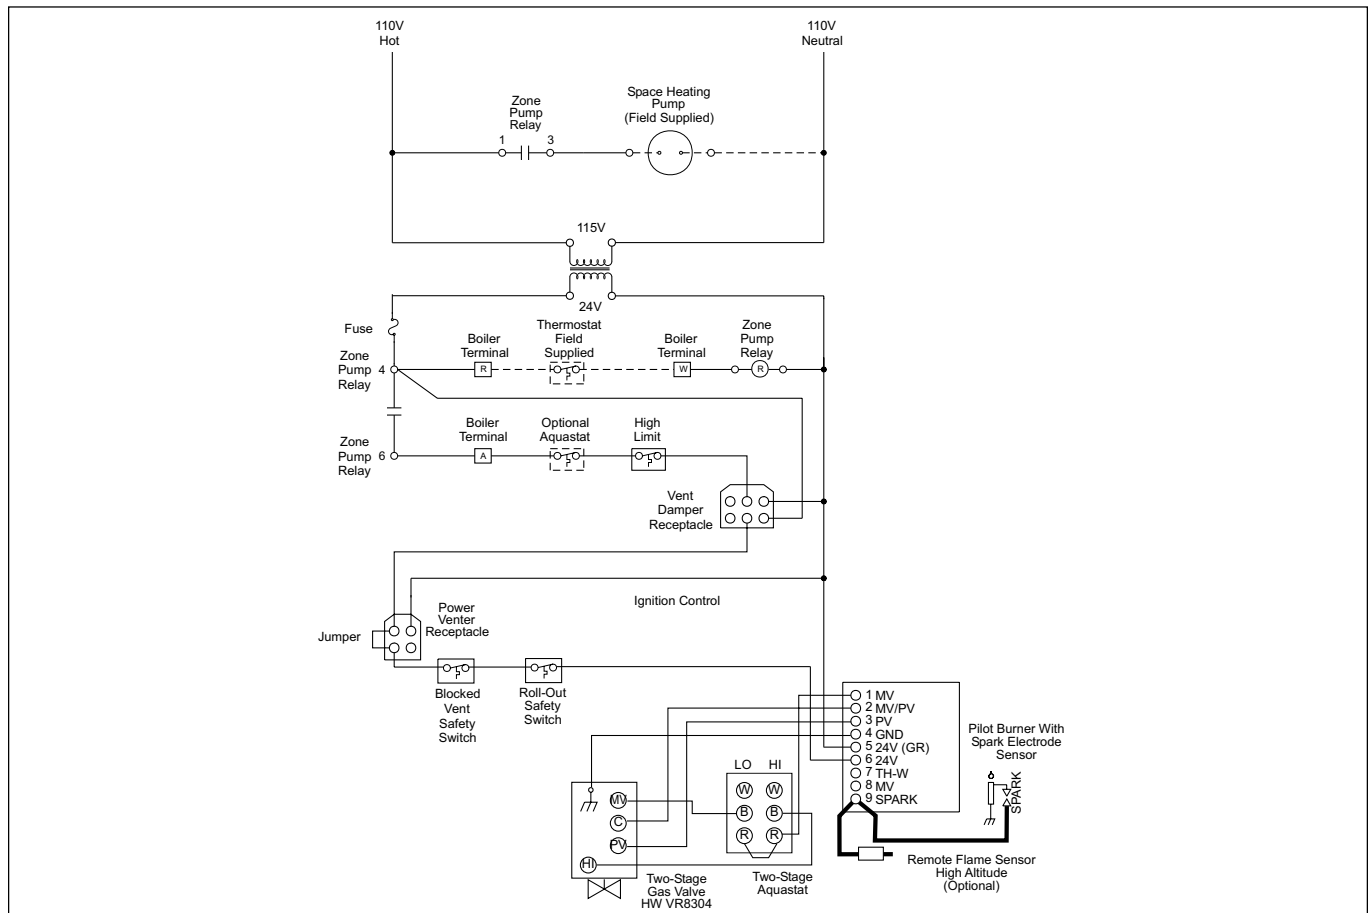 110V
Hot
110V
Neutral
Zone
Pump
Relay
1 3
Space Heating
Pump
(Field Supplied)
115V
24V
Fuse
Zone
Pump 4
Relay
Boiler
Terminal
R
Thermostat
Field
Supplied
Boiler
Terminal
W
Zone
Pump
Relay
R
Zone
Pump 6
Relay
Boiler
Terminal
A
Optional
Aquastat
High
Limit
Vent
Damper
Receptacle
Ignition Control
Jumper
Power
Venter
Receptacle
Blocked
Vent
Safety
Switch
Roll-Out
Safety
Switch
1 MV
2 MV/PV
3 PV
4 GND
5 24V (GR)
6 24V
7 TH-W
8 MV
9 SPARK
Pilot Burner With
Spark Electrode
Sensor
SPARK
LO HI
W W
B B
R R
MV
C
PV
HI
Two-Stage
Gas Valve
HW VR8304
Two-Stage
Aquastat
Remote Flame Sensor
High Altitude
(Optional)